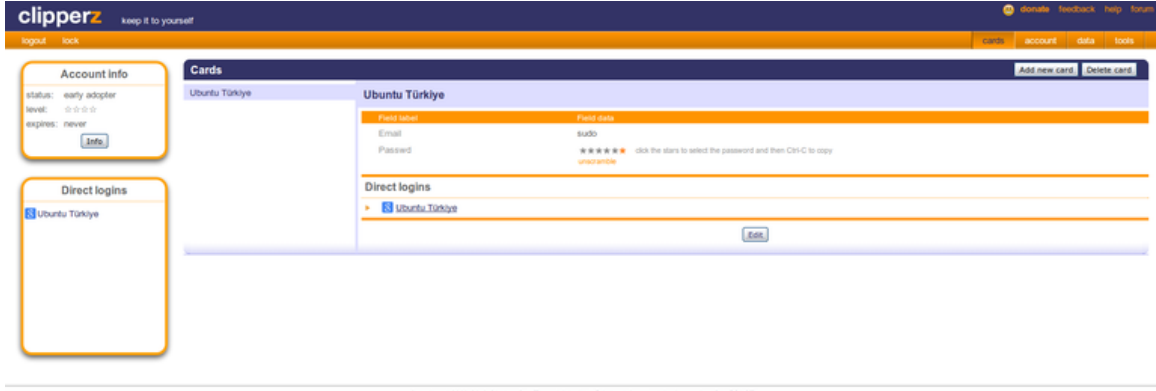 clipperz keep it to yourself
donate feedback help forum
logout lock
cards account data tools
Account info
status: early adopter
level: ☆☆☆☆
expires: never
Info
Direct logins
Ubuntu Türkiye
Cards
Add new card Delete card
Ubuntu Türkiye
Ubuntu Türkiye
Field label Field data
Email sudo
Passwd ★★★★★★ click the stars to select the password and then Ctrl-C to copy
unscramble
Direct logins
Ubuntu Türkiye
Edit